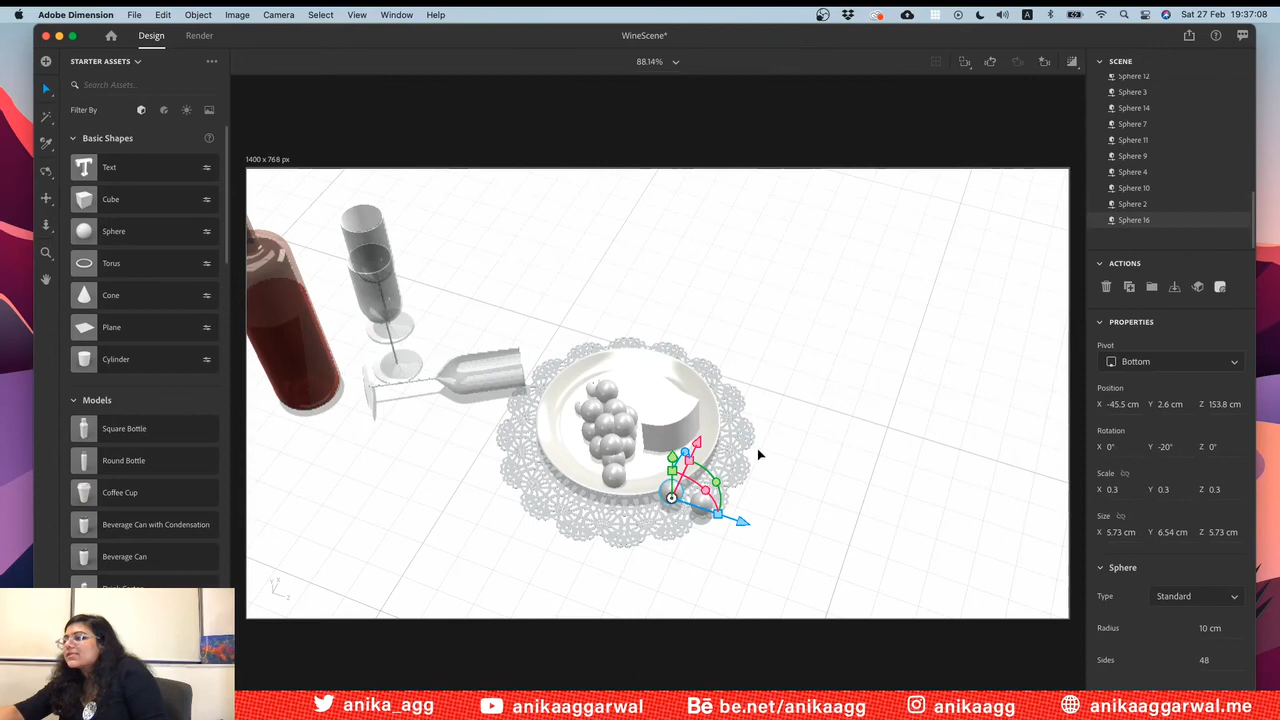 Adobe Dimension File Edit Object Image Camera Select View Window Help A Sat 27 Feb 19:37:08
Design Render WineScene*
STARTER ASSETS
88.14%
SCENE
Search Assets..
Filter By
Basic Shapes
Text
Cube
Sphere
Torus
Cone
Plane
Cylinder
Models
Square Bottle
Round Bottle
Coffee Cup
Beverage Can with Condensation
Beverage Can
1400 x 768 px
Sphere 12
Sphere 3
Sphere 14
Sphere 7
Sphere 11
Sphere 9
Sphere 4
Sphere 10
Sphere 2
Sphere 16
ACTIONS
PROPERTIES
Pivot
Bottom
Position
X -45.5 cm Y 2.6 cm Z 153.8 cm
Rotation
X 0° Y -20° Z 0°
Scale
X 0.3 Y 0.3 Z 0.3
Size
X 5.73 cm Y 6.54 cm Z 5.73 cm
Sphere
Type Standard
Radius 10 cm
Sides 48
anika_agg anikaaggarwal Bē be.net/anikaagg anikaagg anikaaggarwal.me